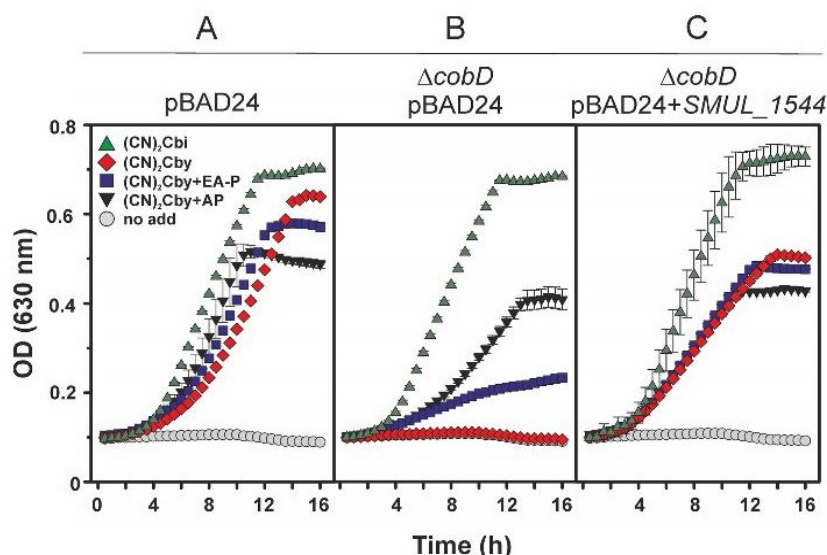 A
B
C
pBAD24
ΔcobD
pBAD24
ΔcobD
pBAD24+SMUL_1544
0.8
0.6
0.4
0.2
0
OD (630 nm)
(CN)₂Cbi
(CN)₂Cby
(CN)₂Cby+EA-P
(CN)₂Cby+AP
no add
0 4 8 12 16
4 8 12 16
4 8 12 16
Time (h)